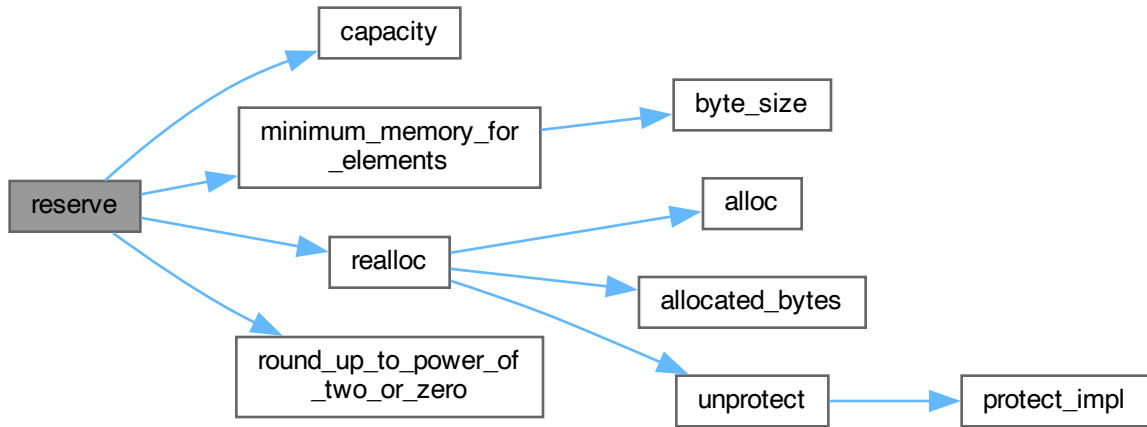 capacity
byte_size
minimum_memory_for
_elements
reserve
alloc
realloc
allocated_bytes
round_up_to_power_of
_two_or_zero
unprotect
protect_impl